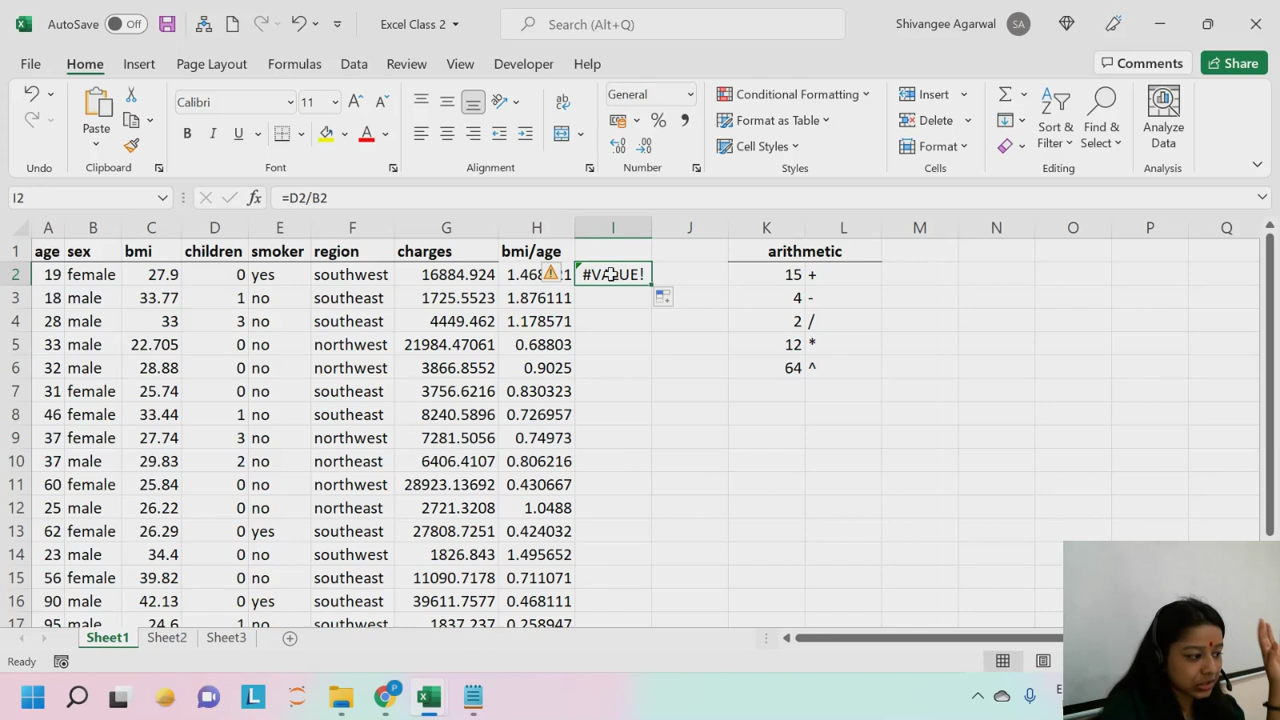 AutoSave Off Excel Class 2 Search (Alt+Q) Shivangee Agarwal SA
File Home Insert Page Layout Formulas Data Review View Developer Help Comments Share
Paste Calibri 11 General Conditional Formatting Insert Sort & Find & Analyze
B I U A % , Format as Table Delete Filter Select Data
Cell Styles Format
Undo Clipboard Font Alignment Number Styles Cells Editing Analysis
I2 fx =D2/B2
A B C D E F G H I J K L M N O P Q
1 age sex bmi children smoker region charges bmi/age arithmetic
2 19 female 27.9 0 yes southwest 16884.924 #VALUE! 15 +
3 18 male 33.77 1 no southeast 1725.5523 1.876111 4 -
4 28 male 33 3 no southeast 4449.462 1.178571 2 /
5 33 male 22.705 0 no northwest 21984.47061 0.68803 12 *
6 32 male 28.88 0 no northwest 3866.8552 0.9025 64 ^
7 31 female 25.74 0 no southeast 3756.6216 0.830323
8 46 female 33.44 1 no southeast 8240.5896 0.726957
9 37 female 27.74 3 no northwest 7281.5056 0.74973
10 37 male 29.83 2 no northeast 6406.4107 0.806216
11 60 female 25.84 0 no northwest 28923.13692 0.430667
12 25 male 26.22 0 no northeast 2721.3208 1.0488
13 62 female 26.29 0 yes southeast 27808.7251 0.424032
14 23 male 34.4 0 no southwest 1826.843 1.495652
15 56 female 39.82 0 no southeast 11090.7178 0.711071
16 90 male 42.13 0 yes southeast 39611.7577 0.468111
17 95 male 24.6 1 no southwest 1837.237 0.258947
Sheet1 Sheet2 Sheet3
Ready